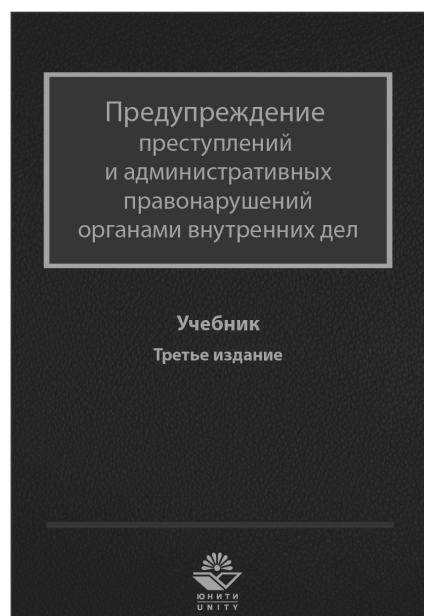 Предупреждение
преступлений
и административных
правонарушений
органами внутренних дел
Учебник
Третье издание
ЮНИТИ
UNITY